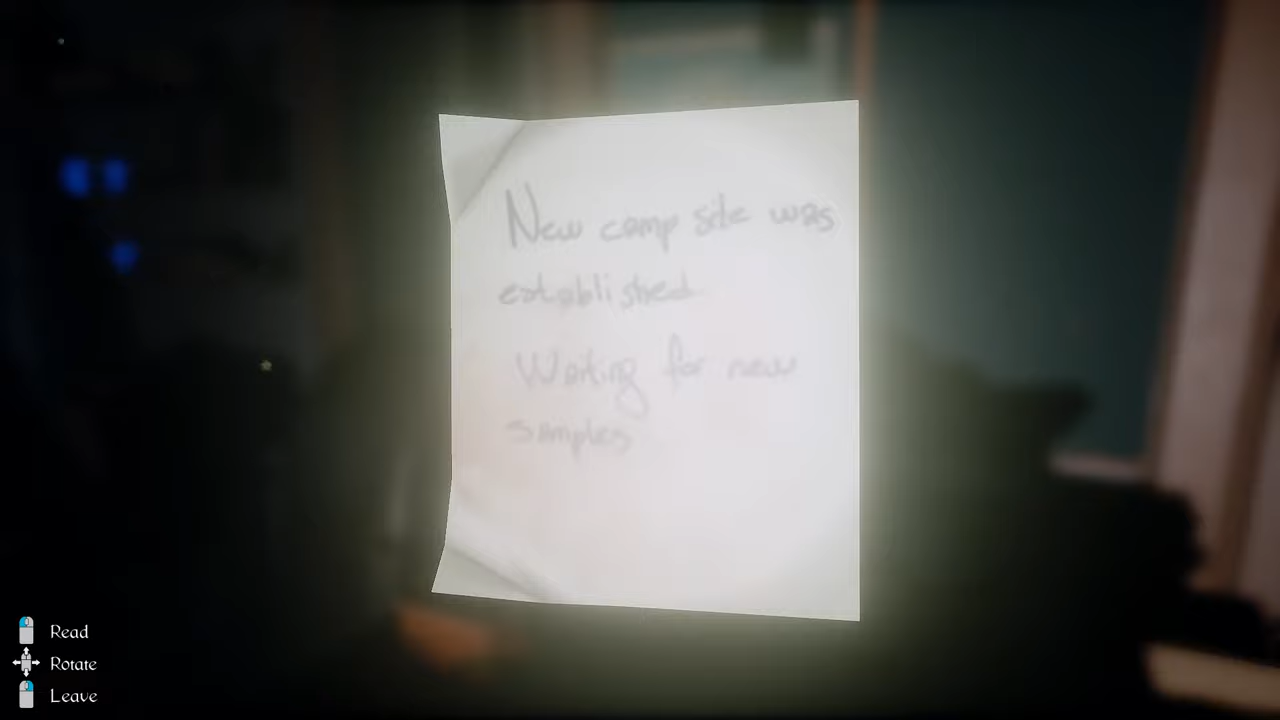 New camp site was
established
Waiting for new
samples
Read
Rotate
Leave